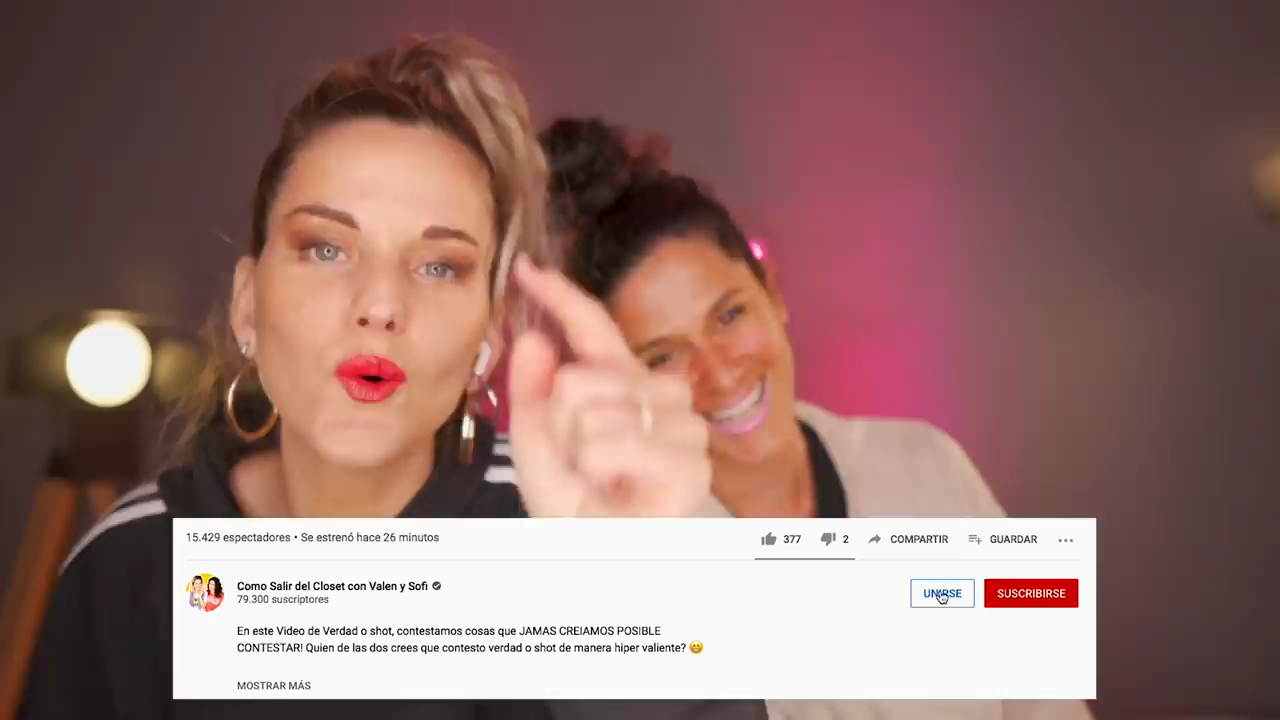 15.429 espectadores • Se estrenó hace 26 minutos
377 2 COMPARTIR GUARDAR
Como Salir del Closet con Valen y Sofi
79.300 suscriptores
UNIRSE SUSCRIBIRSE
En este Video de Verdad o shot, contestamos cosas que JAMAS CREIAMOS POSIBLE
CONTESTAR! Quien de las dos crees que contesto verdad o shot de manera hiper valiente? 😁
MOSTRAR MÁS